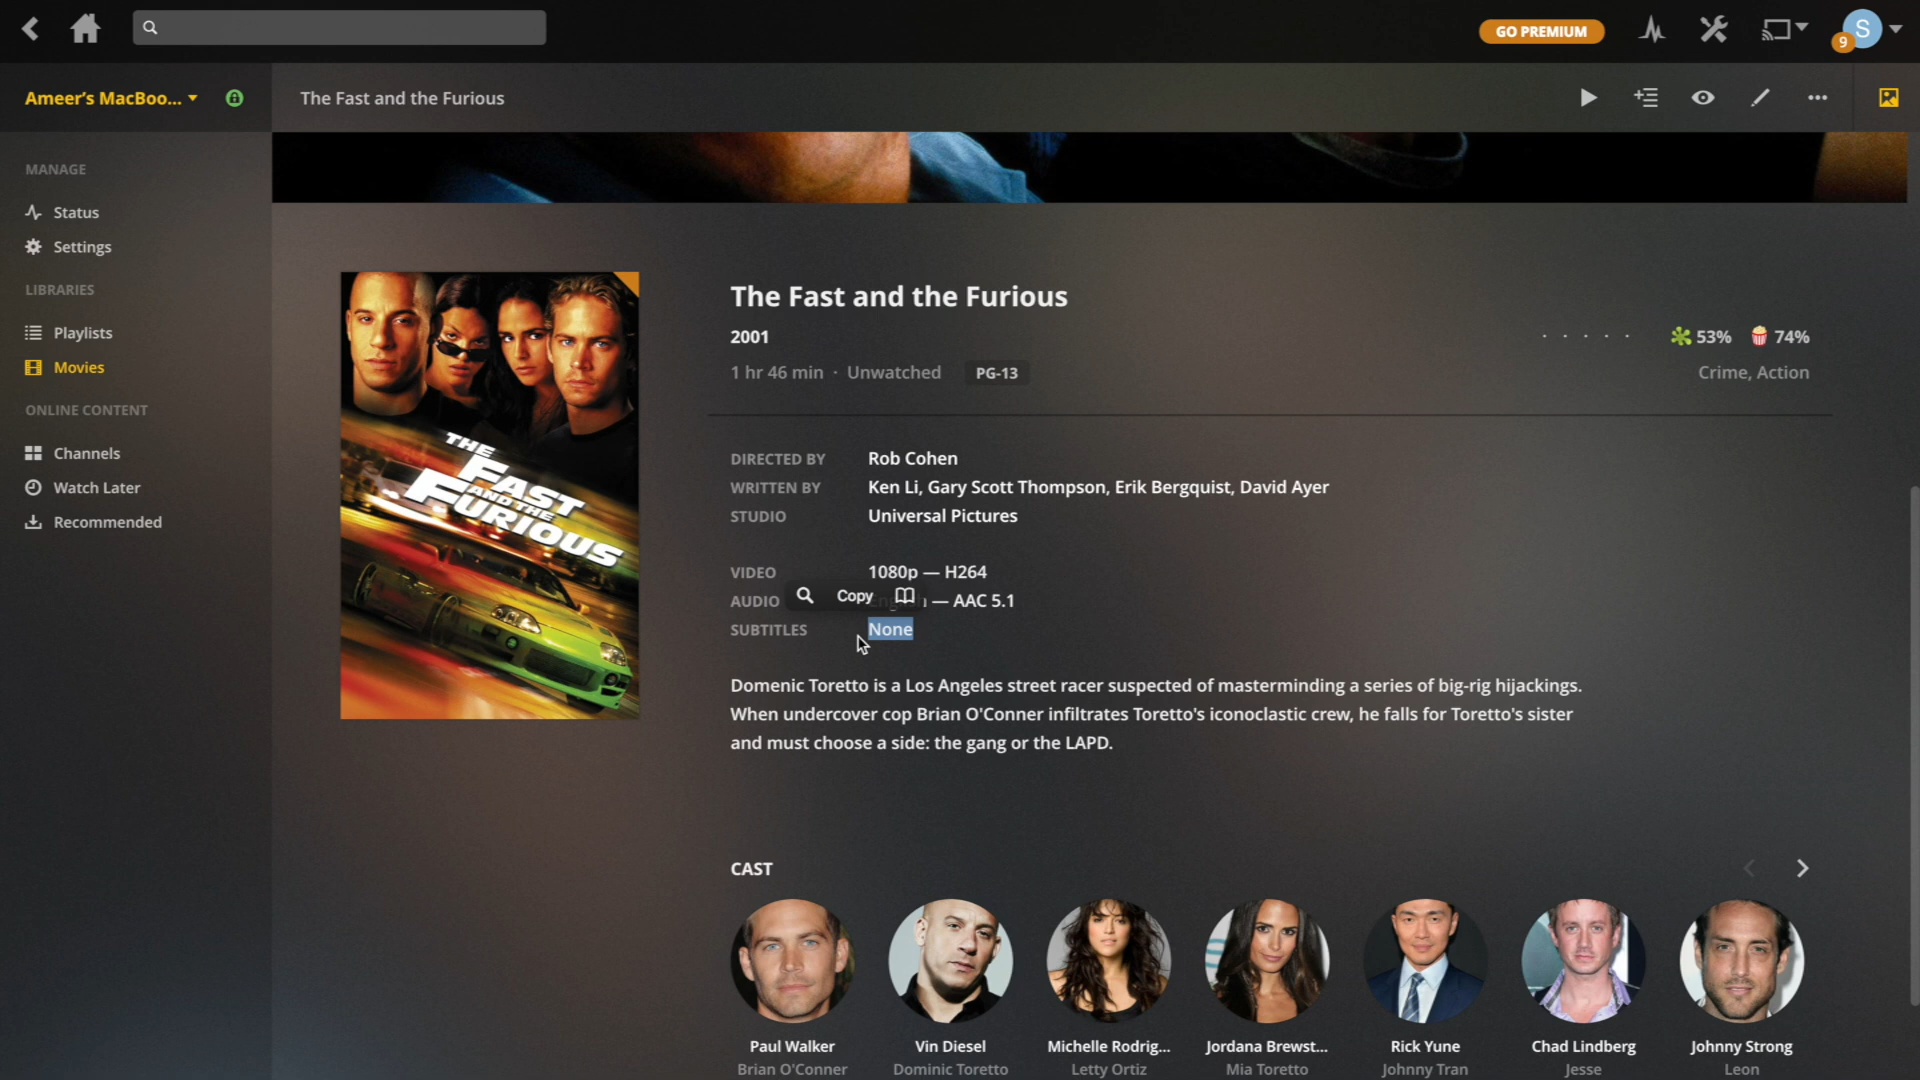 GO PREMIUM
9
S
Ameer's MacBoo...
The Fast and the Furious
MANAGE
Status
Settings
LIBRARIES
Playlists
Movies
ONLINE CONTENT
Channels
Watch Later
Recommended
THE
FAST
AND THE
FURIOUS
The Fast and the Furious
2001
53%
74%
1 hr 46 min · Unwatched
PG-13
Crime, Action
DIRECTED BY
Rob Cohen
WRITTEN BY
Ken Li, Gary Scott Thompson, Erik Bergquist, David Ayer
STUDIO
Universal Pictures
VIDEO
1080p — H264
AUDIO
Copy
— AAC 5.1
SUBTITLES
None
Domenic Toretto is a Los Angeles street racer suspected of masterminding a series of big-rig hijackings.
When undercover cop Brian O'Conner infiltrates Toretto's iconoclastic crew, he falls for Toretto's sister
and must choose a side: the gang or the LAPD.
CAST
Paul Walker
Brian O'Conner
Vin Diesel
Dominic Toretto
Michelle Rodrig...
Letty Ortiz
Jordana Brewst...
Mia Toretto
Rick Yune
Johnny Tran
Chad Lindberg
Jesse
Johnny Strong
Leon